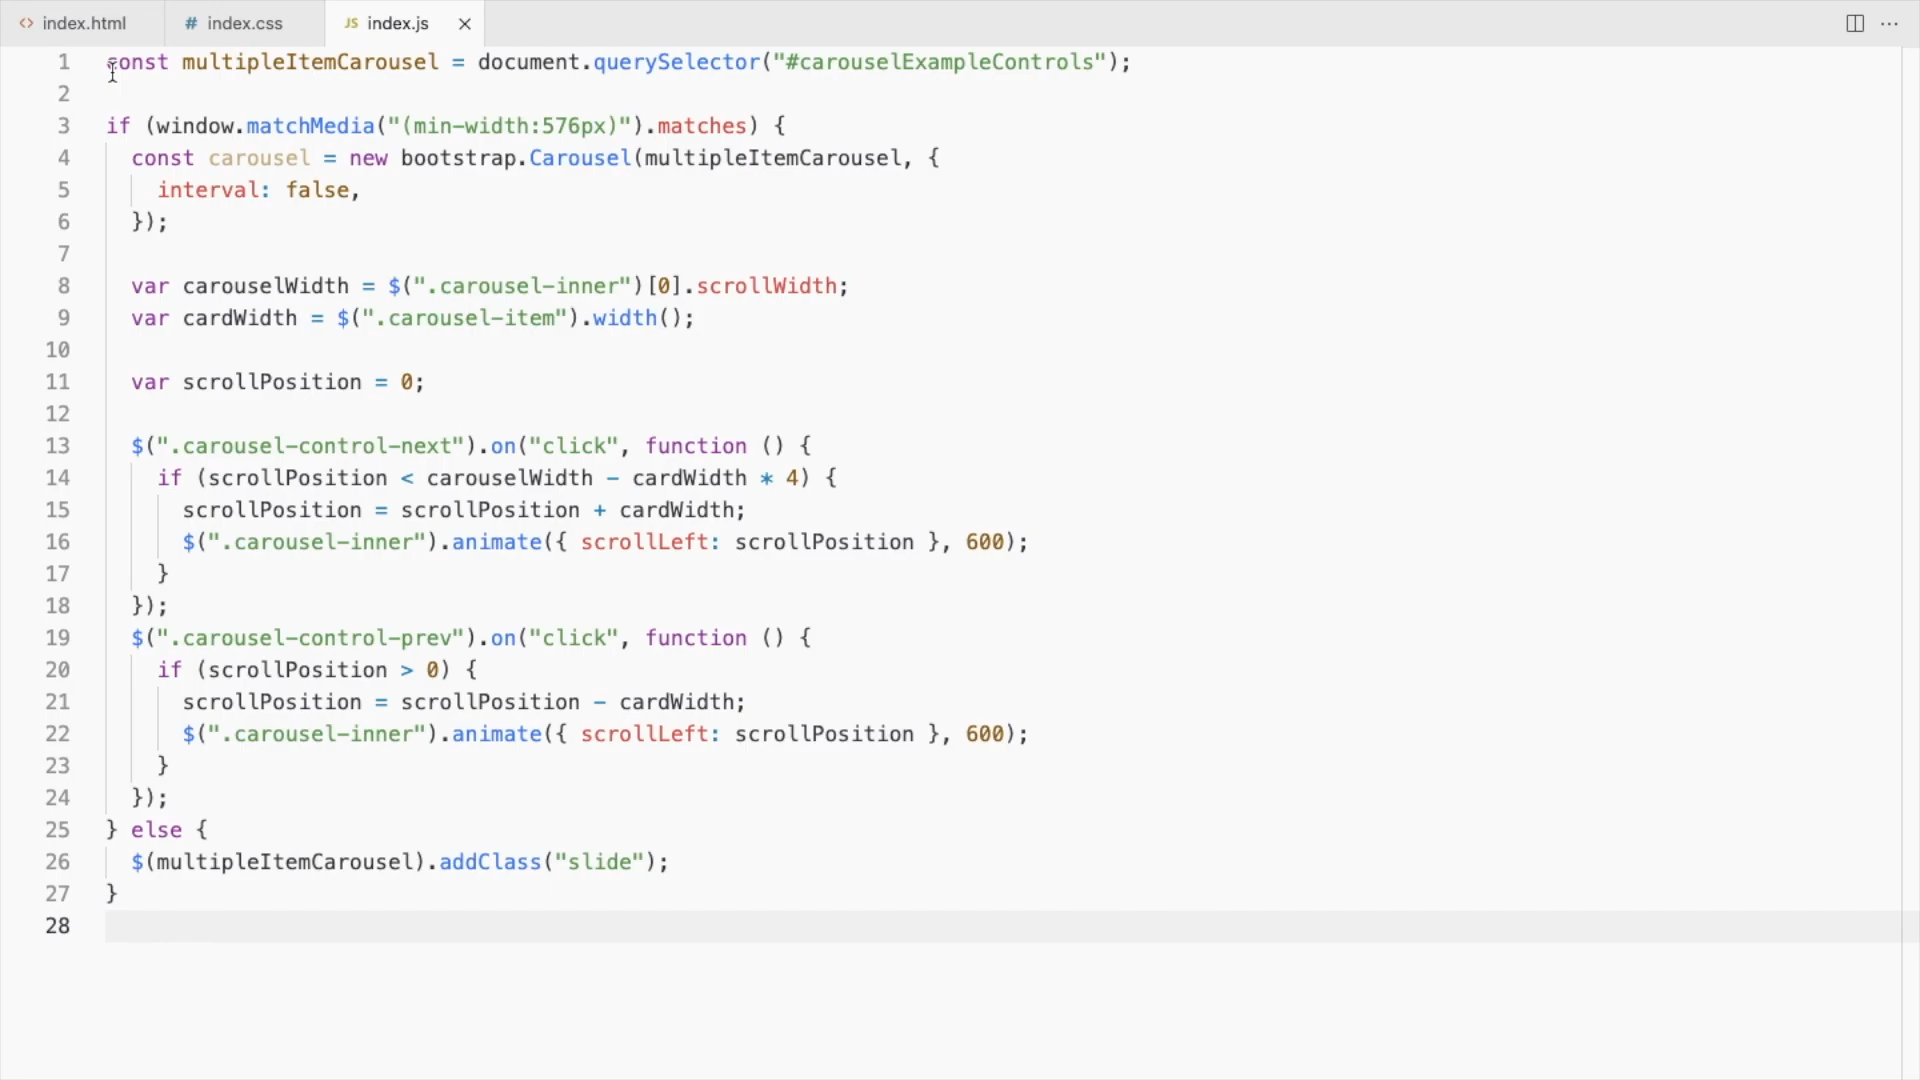 <> index.html # index.css JS index.js × ⋯
1 const multipleItemCarousel = document.querySelector("#carouselExampleControls");
2
3 if (window.matchMedia("(min-width:576px)").matches) {
4 const carousel = new bootstrap.Carousel(multipleItemCarousel, {
5 interval: false,
6 });
7
8 var carouselWidth = $(".carousel-inner")[0].scrollWidth;
9 var cardWidth = $(".carousel-item").width();
10
11 var scrollPosition = 0;
12
13 $(".carousel-control-next").on("click", function () {
14 if (scrollPosition < carouselWidth - cardWidth * 4) {
15 scrollPosition = scrollPosition + cardWidth;
16 $(".carousel-inner").animate({ scrollLeft: scrollPosition }, 600);
17 }
18 });
19 $(".carousel-control-prev").on("click", function () {
20 if (scrollPosition > 0) {
21 scrollPosition = scrollPosition - cardWidth;
22 $(".carousel-inner").animate({ scrollLeft: scrollPosition }, 600);
23 }
24 });
25 } else {
26 $(multipleItemCarousel).addClass("slide");
27 }
28